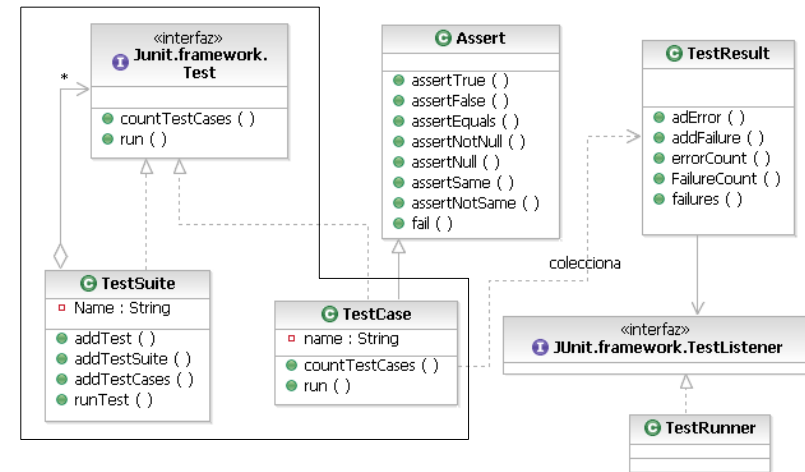 «interfaz»
Junit.framework.
Test
countTestCases ( )
run ( )
*
Assert
assertTrue ( )
assertFalse ( )
assertEquals ( )
assertNotNull ( )
assertNull ( )
assertSame ( )
assertNotSame ( )
fail ( )
TestResult
adError ( )
addFailure ( )
errorCount ( )
FailureCount ( )
failures ( )
colecciona
TestSuite
Name : String
addTest ( )
addTestSuite ( )
addTestCases ( )
runTest ( )
TestCase
name : String
countTestCases ( )
run ( )
«interfaz»
JUnit.framework.TestListener
TestRunner